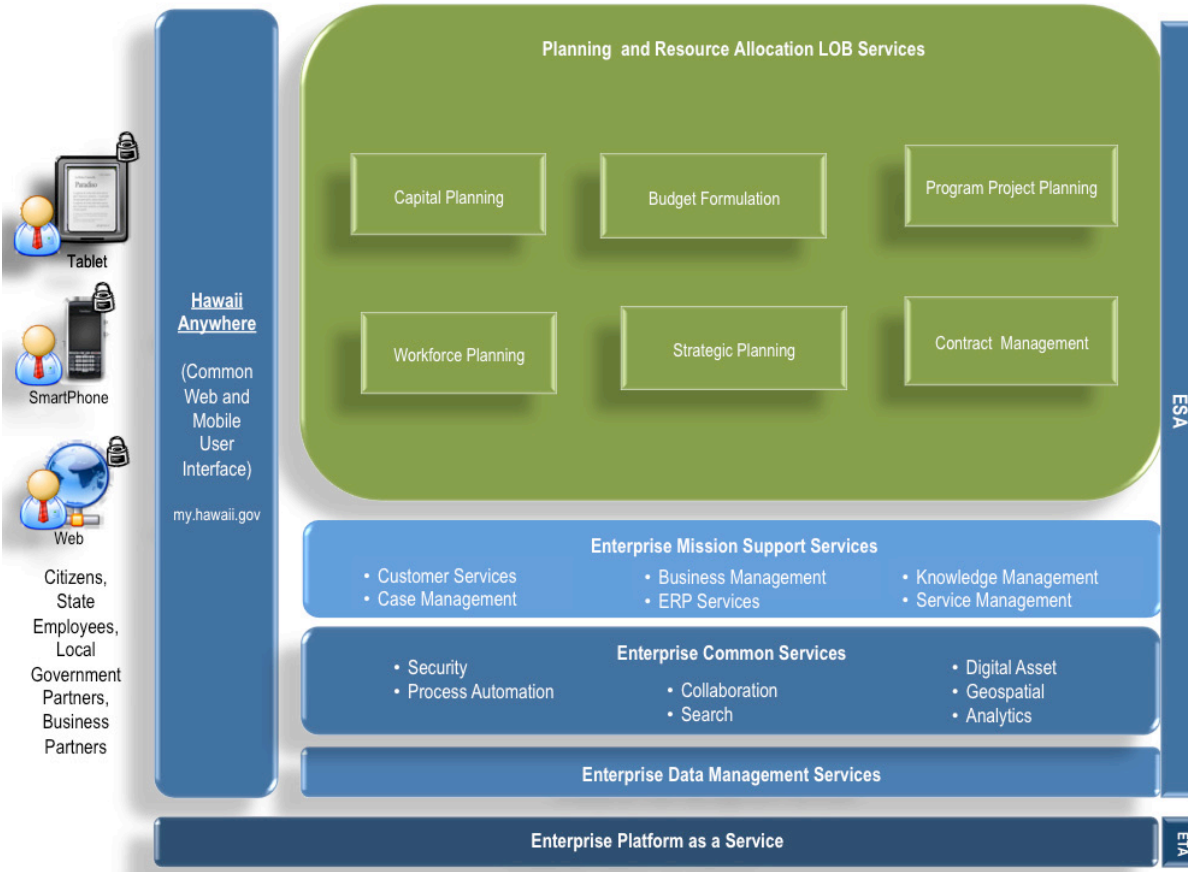 Planning and Resource Allocation LOB Services
Capital Planning
Budget Formulation
Program Project Planning
Workforce Planning
Strategic Planning
Contract Management
Tablet
SmartPhone
Web
Citizens,
State
Employees,
Local
Government
Partners,
Business
Partners
Hawaii
Anywhere
(Common
Web and
Mobile
User
Interface)
my.hawaii.gov
Enterprise Mission Support Services
• Customer Services
• Case Management
• Business Management
• ERP Services
• Knowledge Management
• Service Management
Enterprise Common Services
• Security
• Process Automation
• Collaboration
• Search
• Digital Asset
• Geospatial
• Analytics
Enterprise Data Management Services
Enterprise Platform as a Service
ESA
ETA